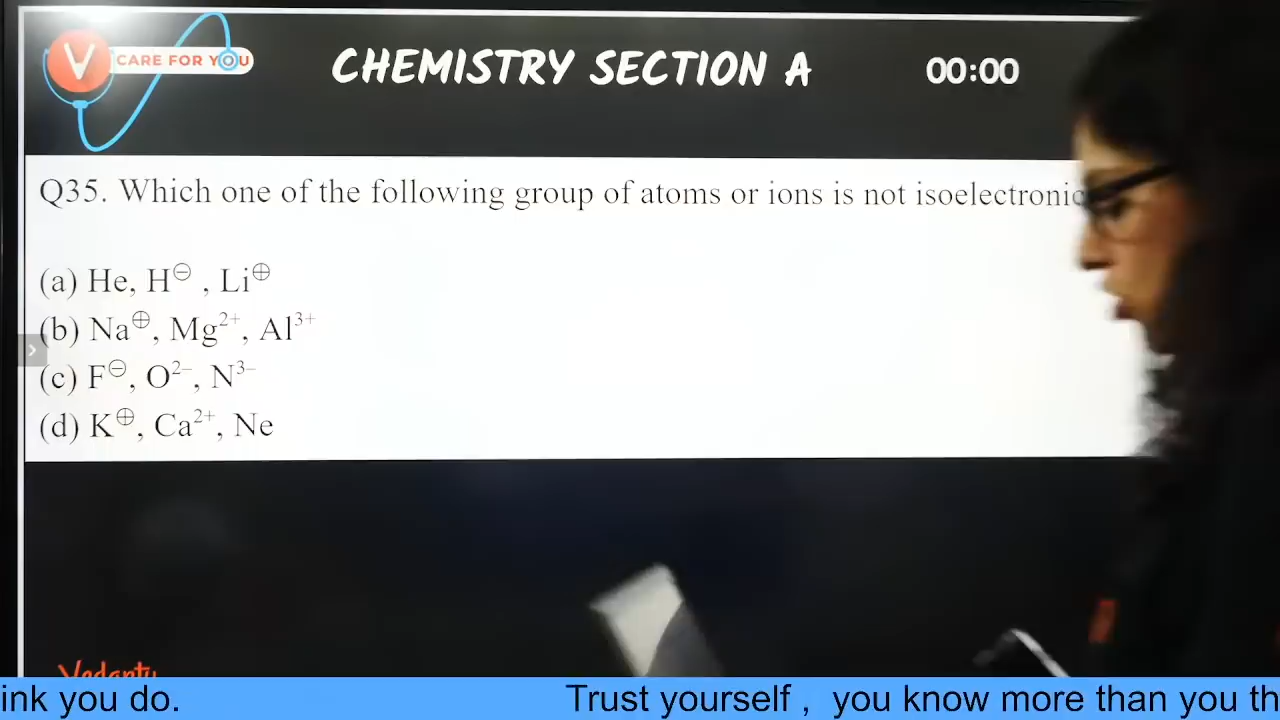 V CARE FOR YOU
CHEMISTRY SECTION A
00:00
Q35. Which one of the following group of atoms or ions is not isoelectronic
(a) He, H⊖ , Li⊕
(b) Na⊕, Mg²⁺, Al³⁺
(c) F⊖, O²⁻, N³⁻
(d) K⊕, Ca²⁺, Ne
ink you do. Trust yourself , you know more than you th